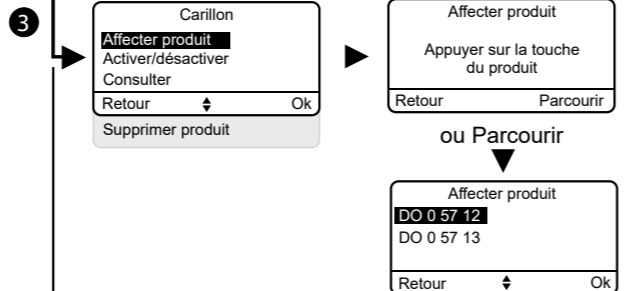 3
Carillon
Affecter produit
Activer/désactiver
Consulter
Retour Ok
Supprimer produit
Affecter produit
Appuyer sur la touche
du produit
Retour Parcourir
ou Parcourir
Affecter produit
DO 0 57 12
DO 0 57 13
Retour Ok